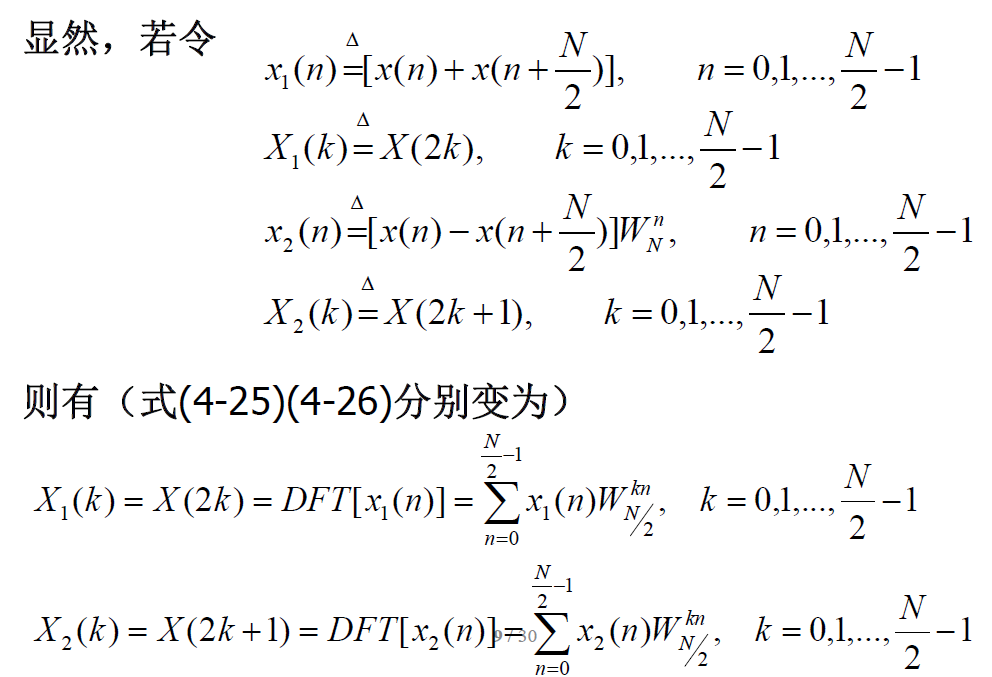 显然，若令
x₁(n) ≜ [x(n) + x(n + N/2)], n = 0,1,..., N/2 − 1
X₁(k) ≜ X(2k), k = 0,1,..., N/2 − 1
x₂(n) ≜ [x(n) − x(n + N/2)]W_N^n, n = 0,1,..., N/2 − 1
X₂(k) ≜ X(2k + 1), k = 0,1,..., N/2 − 1
则有（式(4-25)(4-26)分别变为）
X₁(k) = X(2k) = DFT[x₁(n)] = ∑_{n=0}^{N/2−1} x₁(n)W_{N/2}^{kn}, k = 0,1,..., N/2 − 1
X₂(k) = X(2k + 1) = DFT[x₂(n)] = ∑_{n=0}^{N/2−1} x₂(n)W_{N/2}^{kn}, k = 0,1,..., N/2 − 1
9 / 30